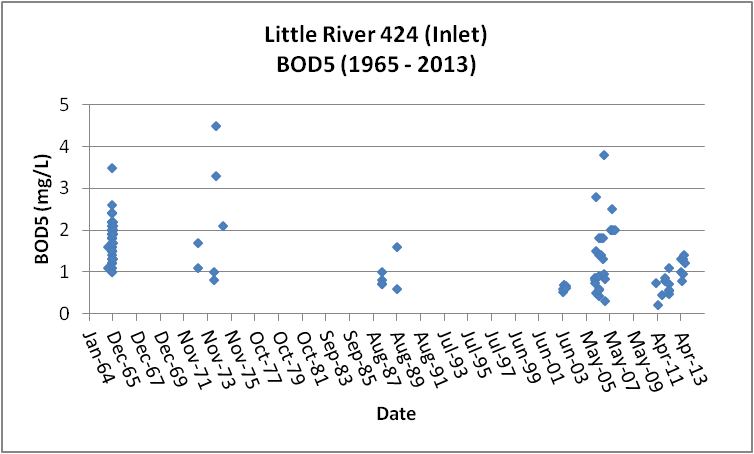 Little River 424 (Inlet)
BOD5 (1965 - 2013)
BOD5 (mg/L)
5
4
3
2
1
0
Jan-64
Dec-65
Dec-67
Dec-69
Nov-71
Nov-73
Nov-75
Oct-77
Oct-79
Oct-81
Sep-83
Sep-85
Aug-87
Aug-89
Aug-91
Jul-93
Jul-95
Jul-97
Jun-99
Jun-01
Jun-03
May-05
May-07
May-09
Apr-11
Apr-13
Date